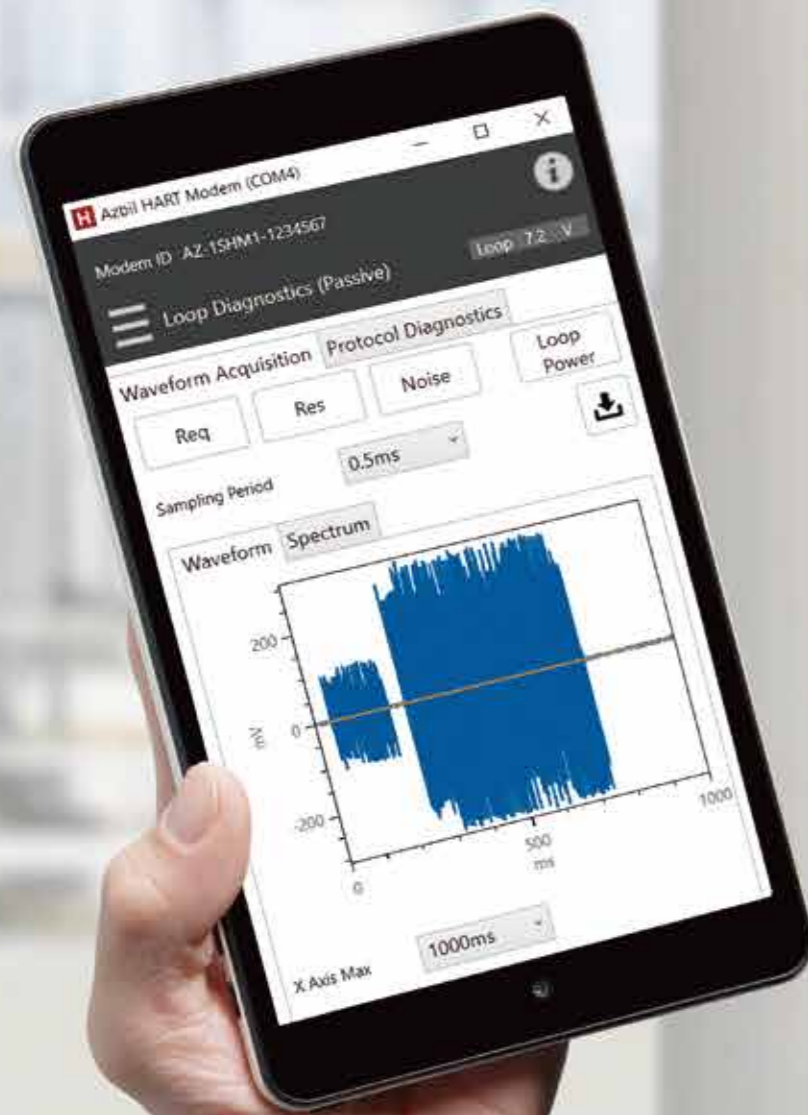 H Azbil HART Modem (COM4)
Modem ID AZ-1SHM1-1234567
i
Loop Diagnostics (Passive)
Loop 7.2 V
Waveform Acquisition Protocol Diagnostics
Req Res Noise Loop
Power
Sampling Period 0.5ms
Waveform Spectrum
200
0
-200
mV
0 500 1000
ms
X Axis Max 1000ms